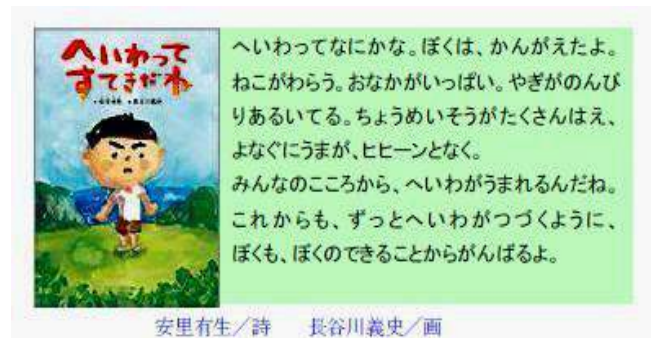 へいわって
すてきだね
へいわってなにかな。ぼくは、かんがえたよ。
ねこがわらう。おなかがいっぱい。やぎがのんび
りあるいてる。ちょうめいそうがたくさんはえ、
よなぐにうまが、ヒヒーンとなく。
みんなのこころから、へいわがうまれるんだね。
これからも、ずっとへいわがつづくように、
ぼくも、ぼくのできることからがんばるよ。
安里有生／詩　長谷川義史／画